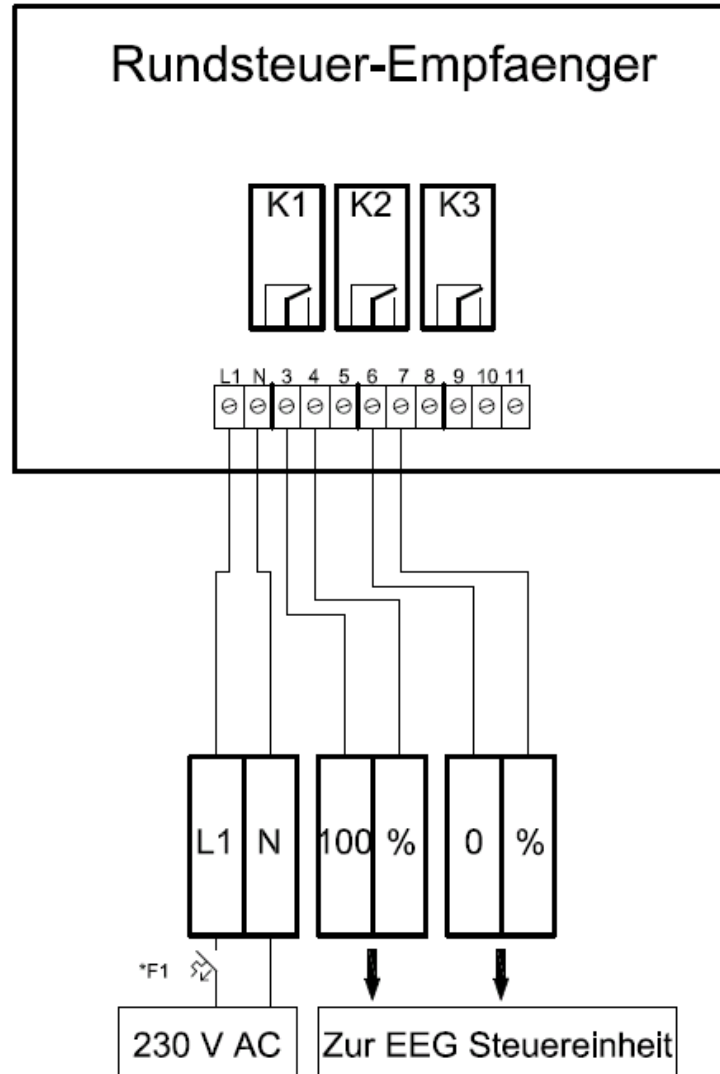 Rundsteuer-Empfaenger
K1 K2 K3
L1 N 3 4 5 6 7 8 9 10 11
L1 N 100 % 0 %
*F1
230 V AC Zur EEG Steuereinheit